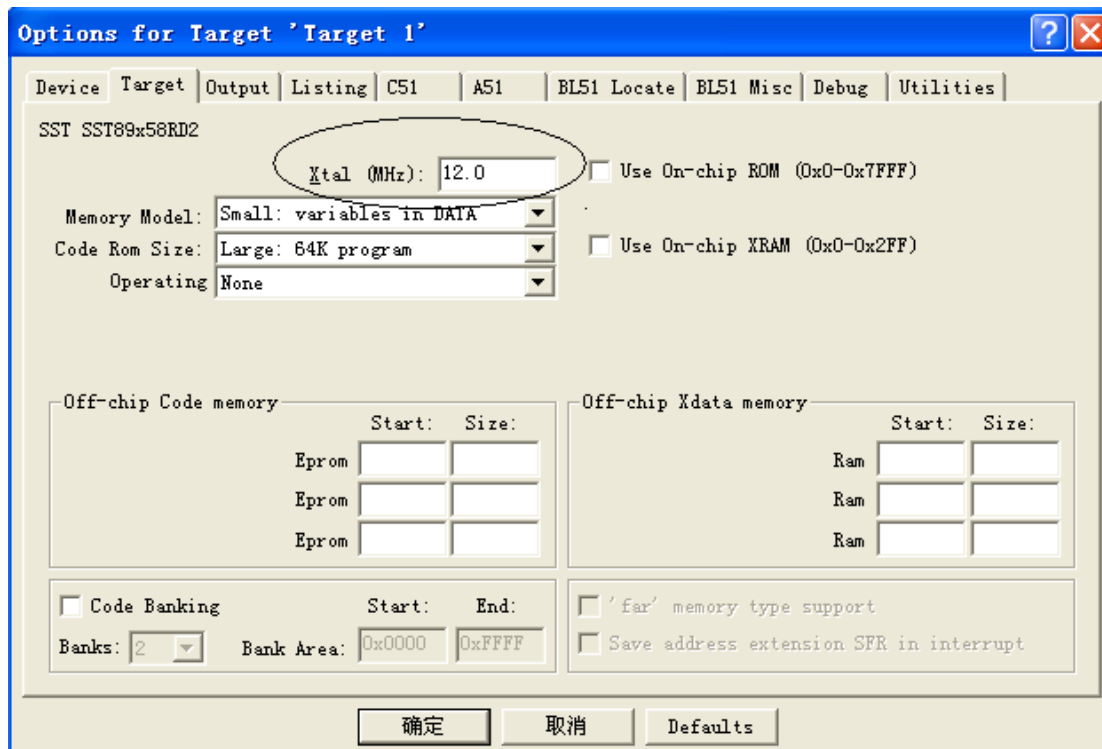 Options for Target 'Target 1'
Device Target Output Listing C51 A51 BL51 Locate BL51 Misc Debug Utilities
SST SST89x58RD2
Xtal (MHz): 12.0 Use On-chip ROM (0x0-0x7FFF)
Memory Model: Small: variables in DATA
Code Rom Size: Large: 64K program Use On-chip XRAM (0x0-0x2FF)
Operating None
Off-chip Code memory Off-chip Xdata memory
Start: Size: Start: Size:
Eprom Ram
Eprom Ram
Eprom Ram
Code Banking Start: End: 'far' memory type support
Banks: 2 Bank Area: 0x0000 0xFFFF Save address extension SFR in interrupt
确定 取消 Defaults